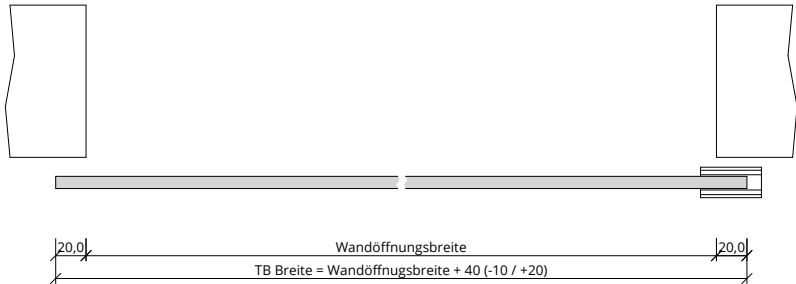 20,0 Wandöffnungsbreite 20,0
TB Breite = Wandöffnugsbreite + 40 (-10 / +20)